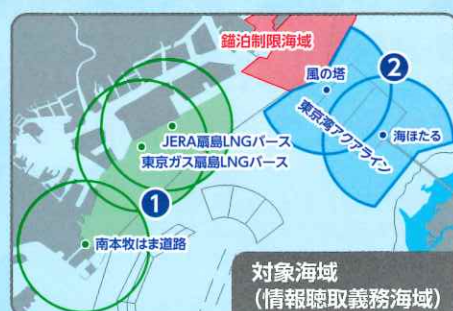 錨泊制限海域
風の塔
2
東京湾アクアライン
海ほたる
JERA扇島LNGバース
東京ガス扇島LNGバース
1
南本牧はま道路
対象海域
(情報聴取義務海域)